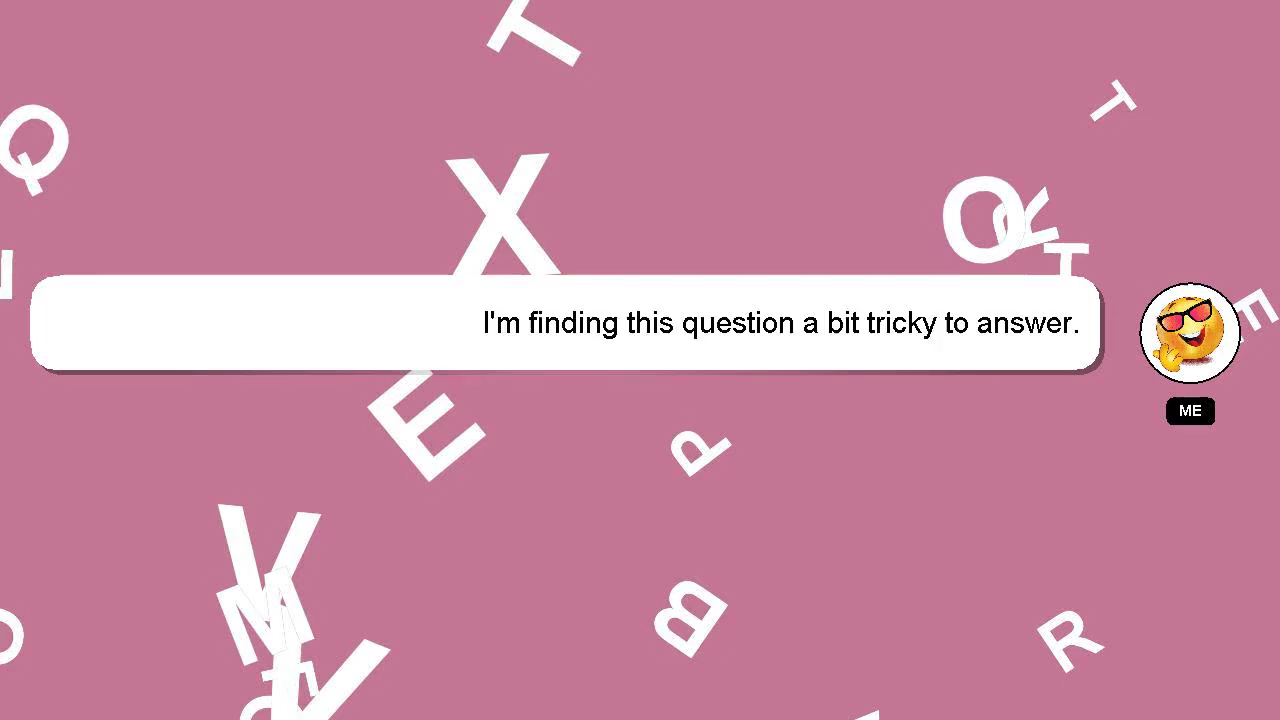 T
T
Q
X
O
R
T
E
I'm finding this question a bit tricky to answer.
ME
E
P
V
M
B
R
V